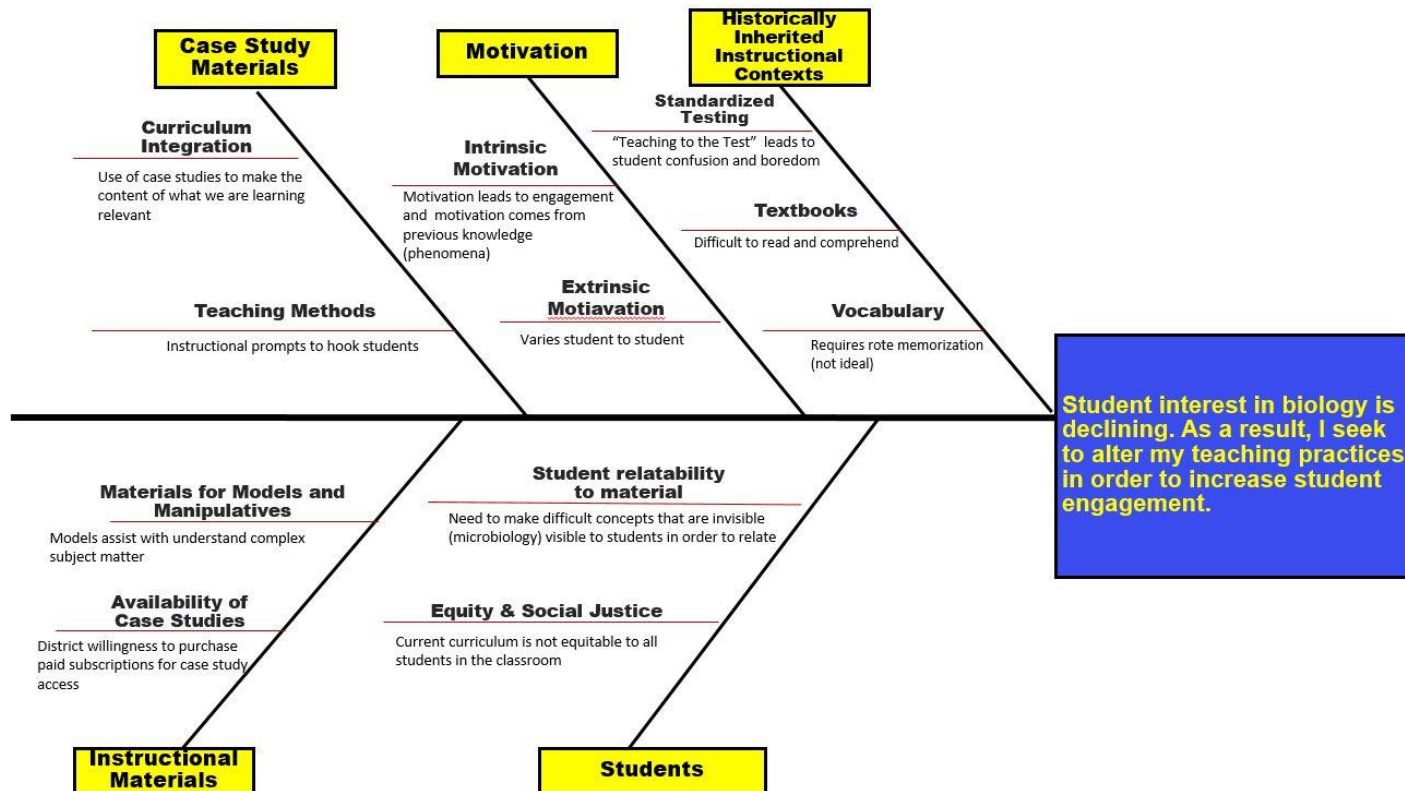 Case Study
Materials
Curriculum
Integration
Use of case studies to make the
content of what we are learning
relevant
Teaching Methods
Instructional prompts to hook students
Motivation
Intrinsic
Motivation
Motivation leads to engagement
and motivation comes from
previous knowledge
(phenomena)
Extrinsic
Motiavation
Varies student to student
Historically
Inherited
Instructional
Contexts
Standardized
Testing
“Teaching to the Test” leads to
student confusion and boredom
Textbooks
Difficult to read and comprehend
Vocabulary
Requires rote memorization
(not ideal)
Student interest in biology is
declining. As a result, I seek
to alter my teaching practices
in order to increase student
engagement.
Materials for Models and
Manipulatives
Models assist with understand complex
subject matter
Availability of
Case Studies
District willingness to purchase
paid subscriptions for case study
access
Instructional
Materials
Student relatability
to material
Need to make difficult concepts that are invisible
(microbiology) visible to students in order to relate
Equity & Social Justice
Current curriculum is not equitable to all
students in the classroom
Students